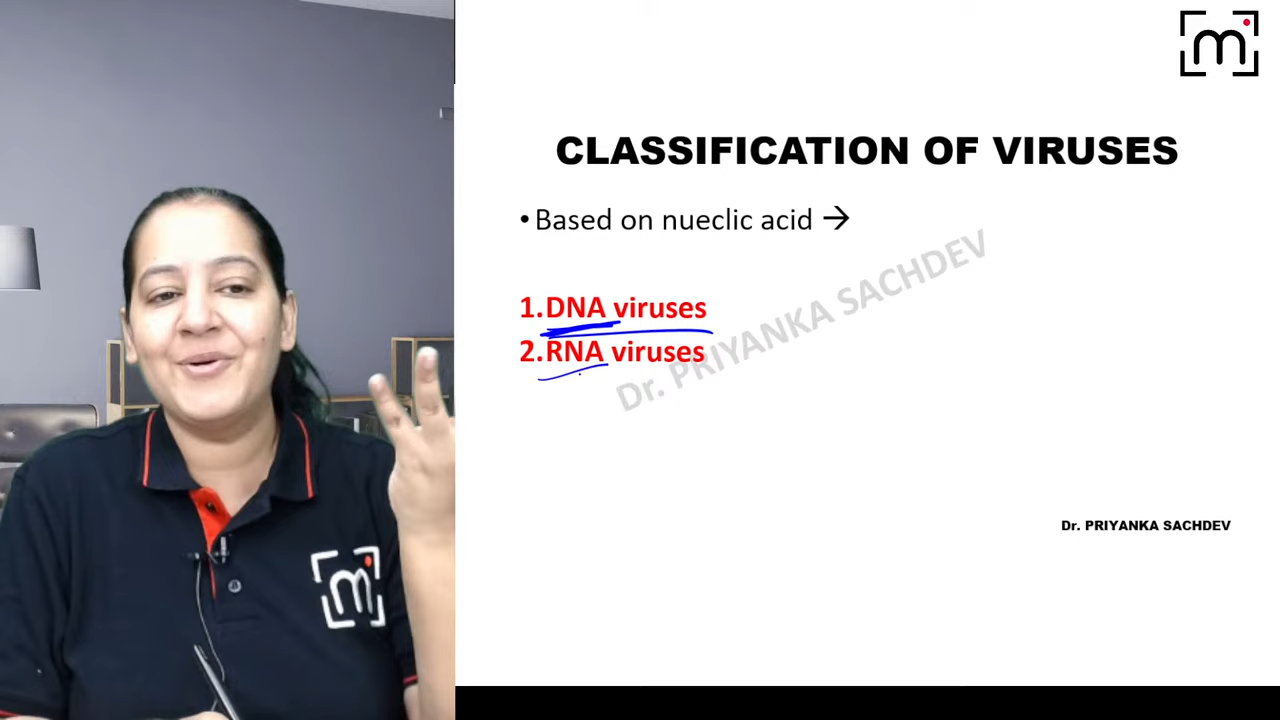 m
CLASSIFICATION OF VIRUSES
• Based on nueclic acid →
1.DNA viruses
2.RNA viruses
Dr. PRIYANKA SACHDEV
Dr. PRIYANKA SACHDEV
m